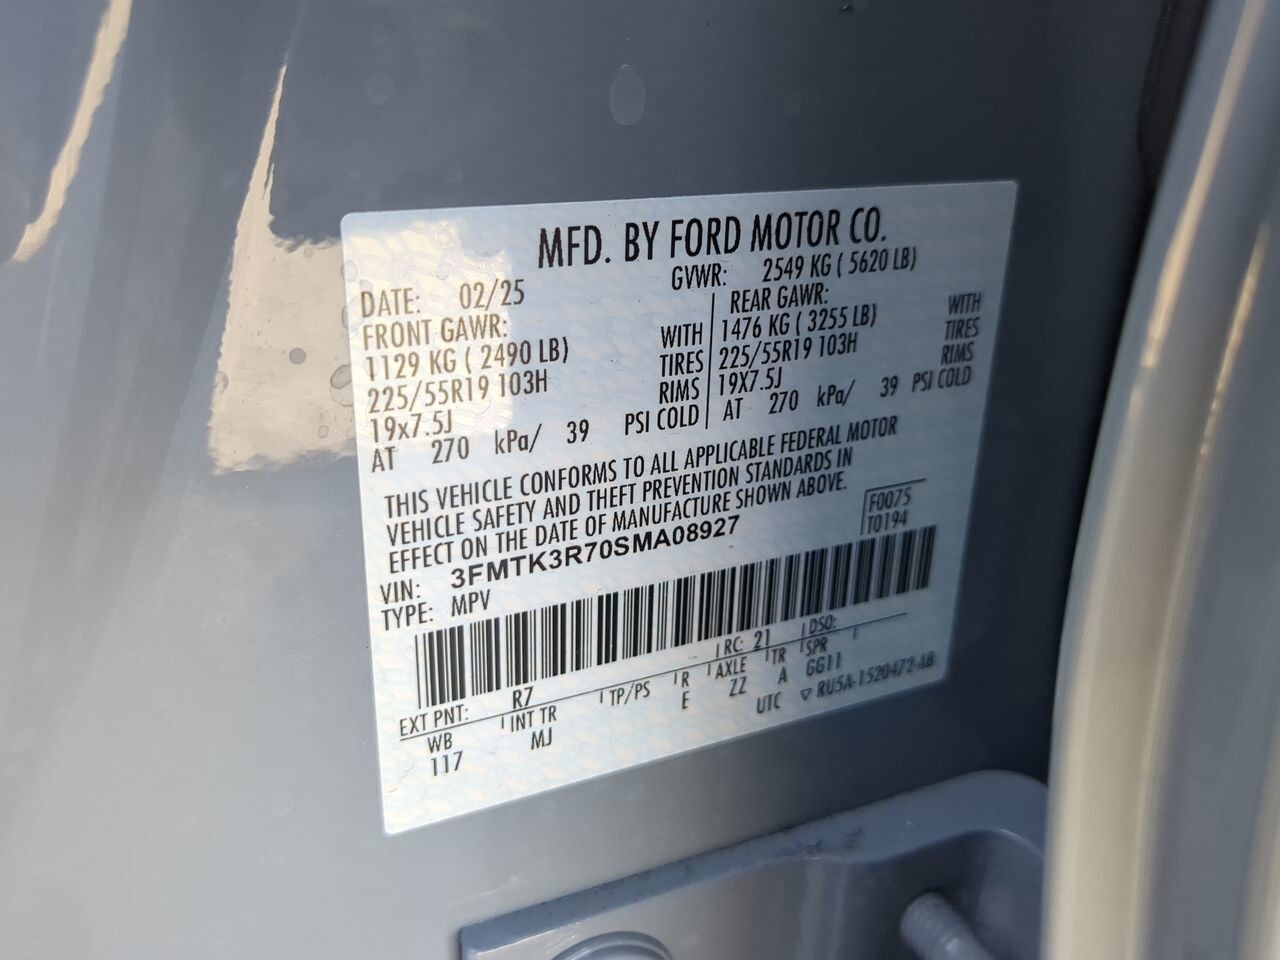 MFD. BY FORD MOTOR CO.
DATE: 02/25 GVWR: 2549 KG ( 5620 LB)
FRONT GAWR: REAR GAWR:
1129 KG ( 2490 LB) WITH 1476 KG ( 3255 LB) WITH
225/55R19 103H TIRES 225/55R19 103H TIRES
19x7.5J RIMS 19X7.5J RIMS
AT 270 kPa/ 39 PSI COLD AT 270 kPa/ 39 PSI COLD
THIS VEHICLE CONFORMS TO ALL APPLICABLE FEDERAL MOTOR
VEHICLE SAFETY AND THEFT PREVENTION STANDARDS IN
EFFECT ON THE DATE OF MANUFACTURE SHOWN ABOVE.
F0075
T0194
VIN: 3FMTK3R70SMA08927
TYPE: MPV
EXT PNT: R7 RC: 21 DSO:
WB INT TR TP/PS R AXLE TR SPR
117 MJ E ZZ A GG11
UTC ▽ RU5A-1520472-AB